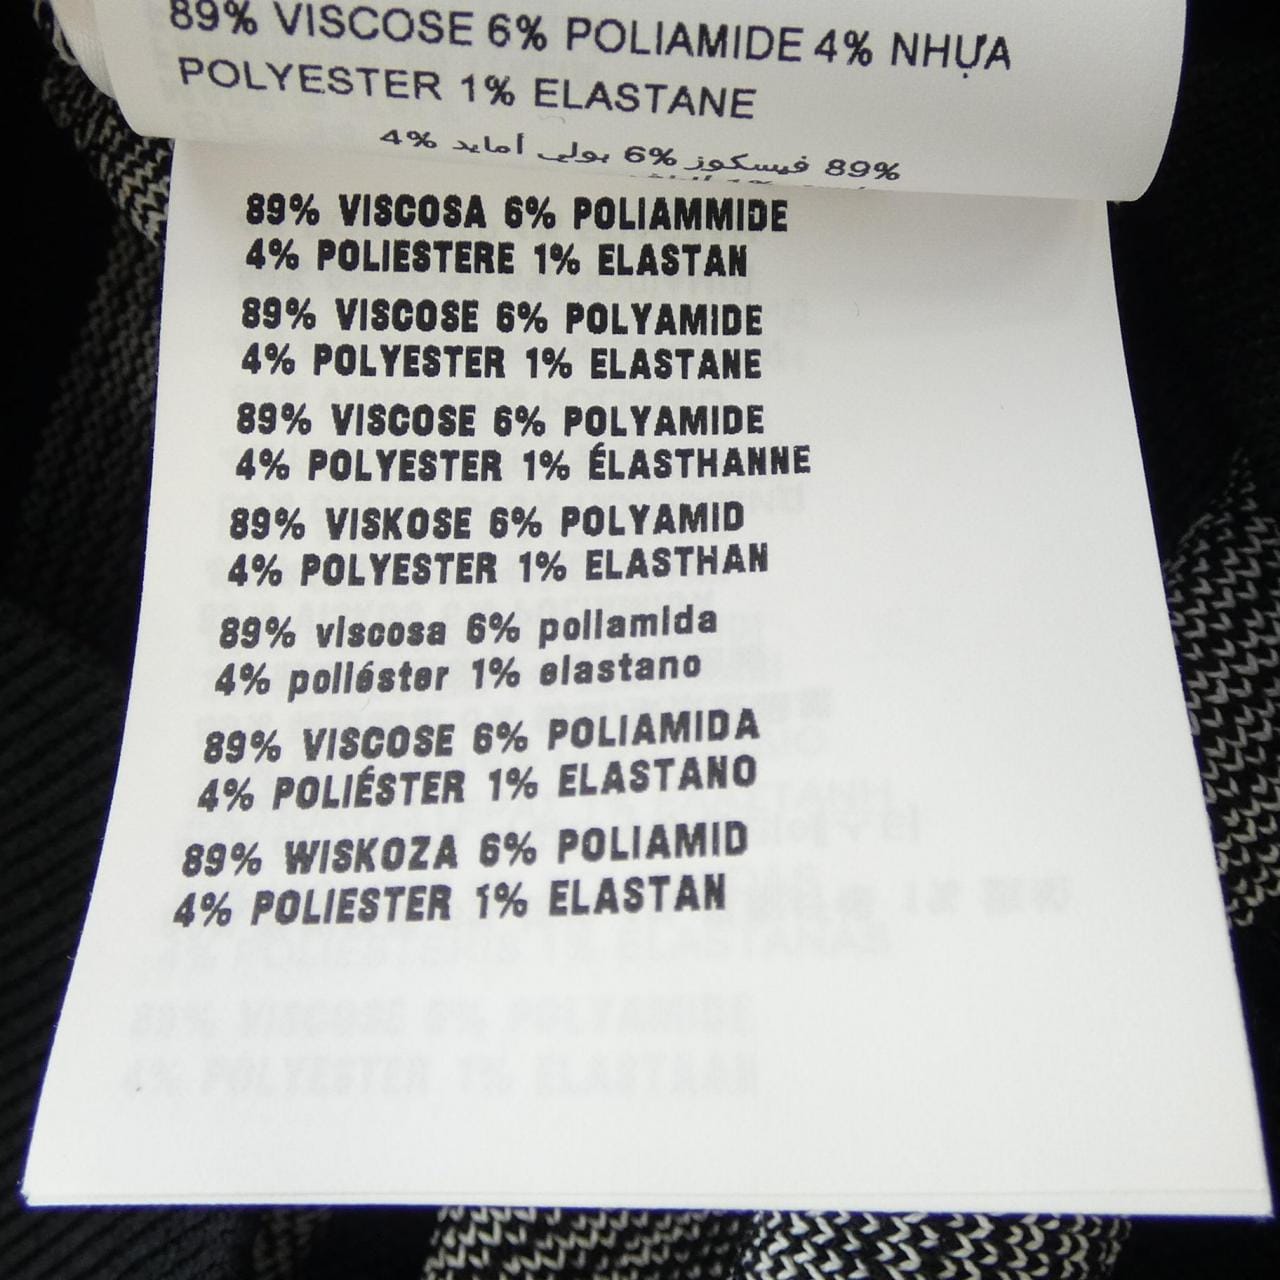 89% VISCOSE 6% POLIAMIDE 4% NHỰA
POLYESTER 1% ELASTANE
89% فيسكوز 6% بولي أمايد 4%
89% VISCOSA 6% POLIAMMIDE
4% POLIESTERE 1% ELASTAN
89% VISCOSE 6% POLYAMIDE
4% POLYESTER 1% ELASTANE
89% VISCOSE 6% POLYAMIDE
4% POLYESTER 1% ÉLASTHANNE
89% VISKOSE 6% POLYAMID
4% POLYESTER 1% ELASTHAN
89% viscosa 6% poliamida
4% poliéster 1% elastano
89% VISCOSE 6% POLIAMIDA
4% POLIÉSTER 1% ELASTANO
89% WISKOZA 6% POLIAMID
4% POLIESTER 1% ELASTAN